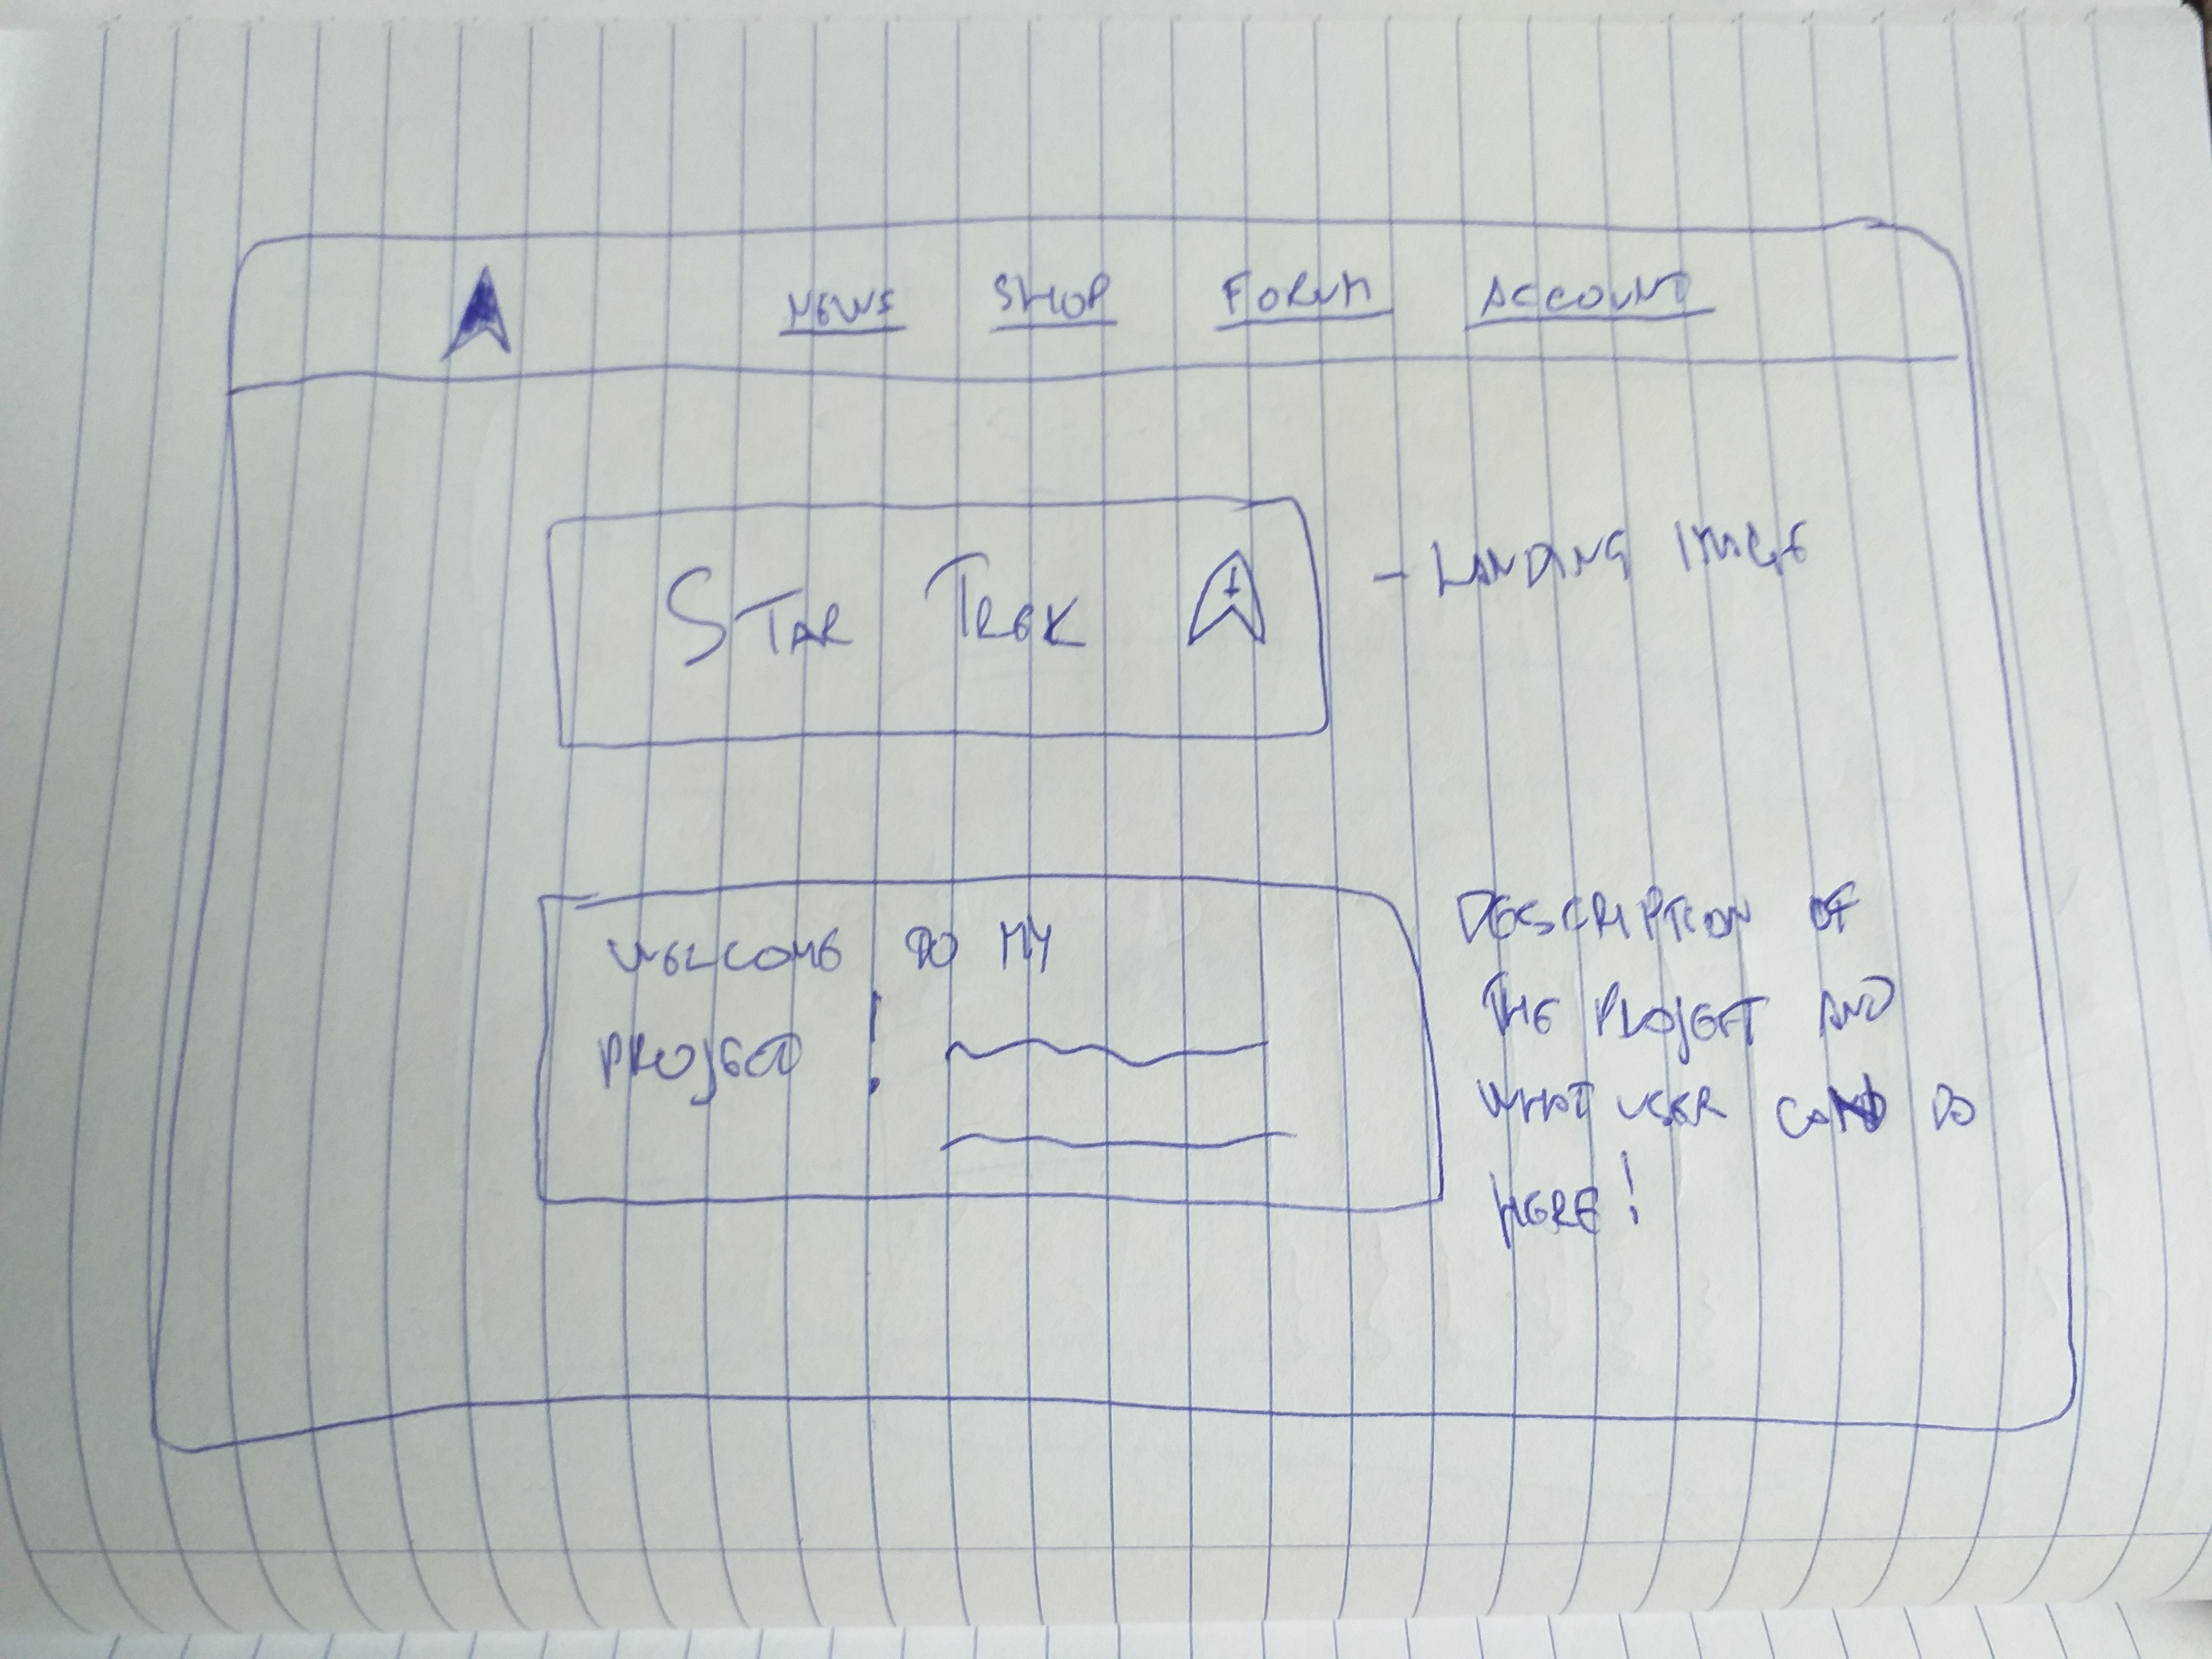 NEWS SHOP FORUM ACCOUNT
STAR TREK
- LANDING IMAGE
WELCOME TO MY
PROJECT !
DESCRIPTION OF
THE PROJECT AND
WHAT USER CAN DO
HERE!